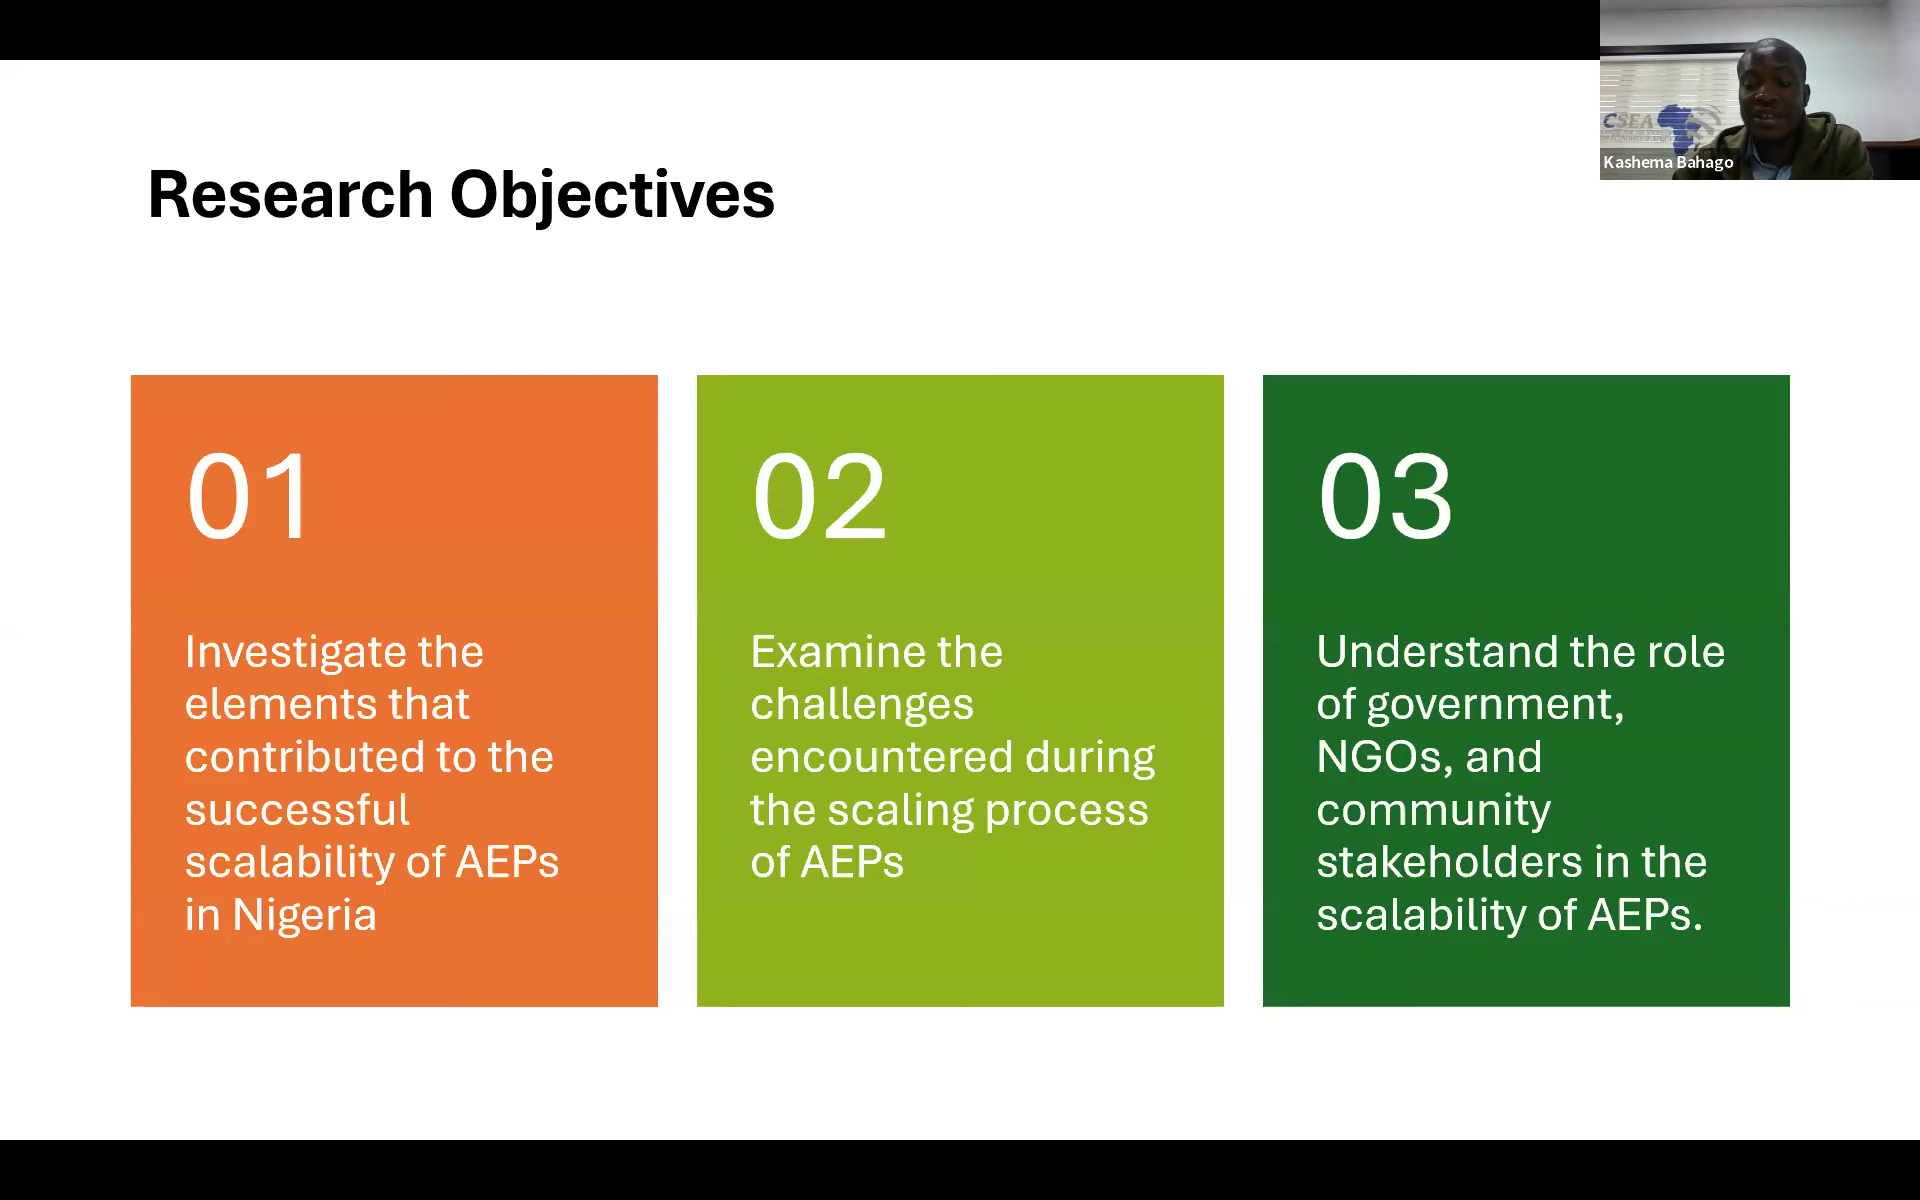 CSEA
Kashema Bahago
Research Objectives
01
Investigate the
elements that
contributed to the
successful
scalability of AEPs
in Nigeria
02
Examine the
challenges
encountered during
the scaling process
of AEPs
03
Understand the role
of government,
NGOs, and
community
stakeholders in the
scalability of AEPs.